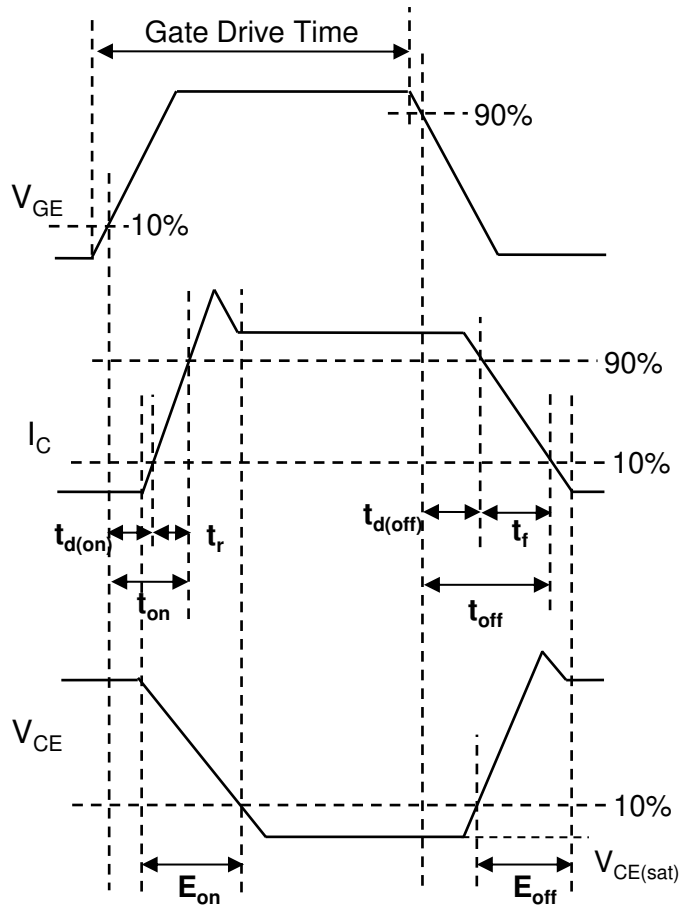 Gate Drive Time
90%
V_GE
10%
90%
I_C
10%
t_d(on)
t_r
t_d(off)
t_f
t_on
t_off
V_CE
10%
V_CE(sat)
E_on
E_off